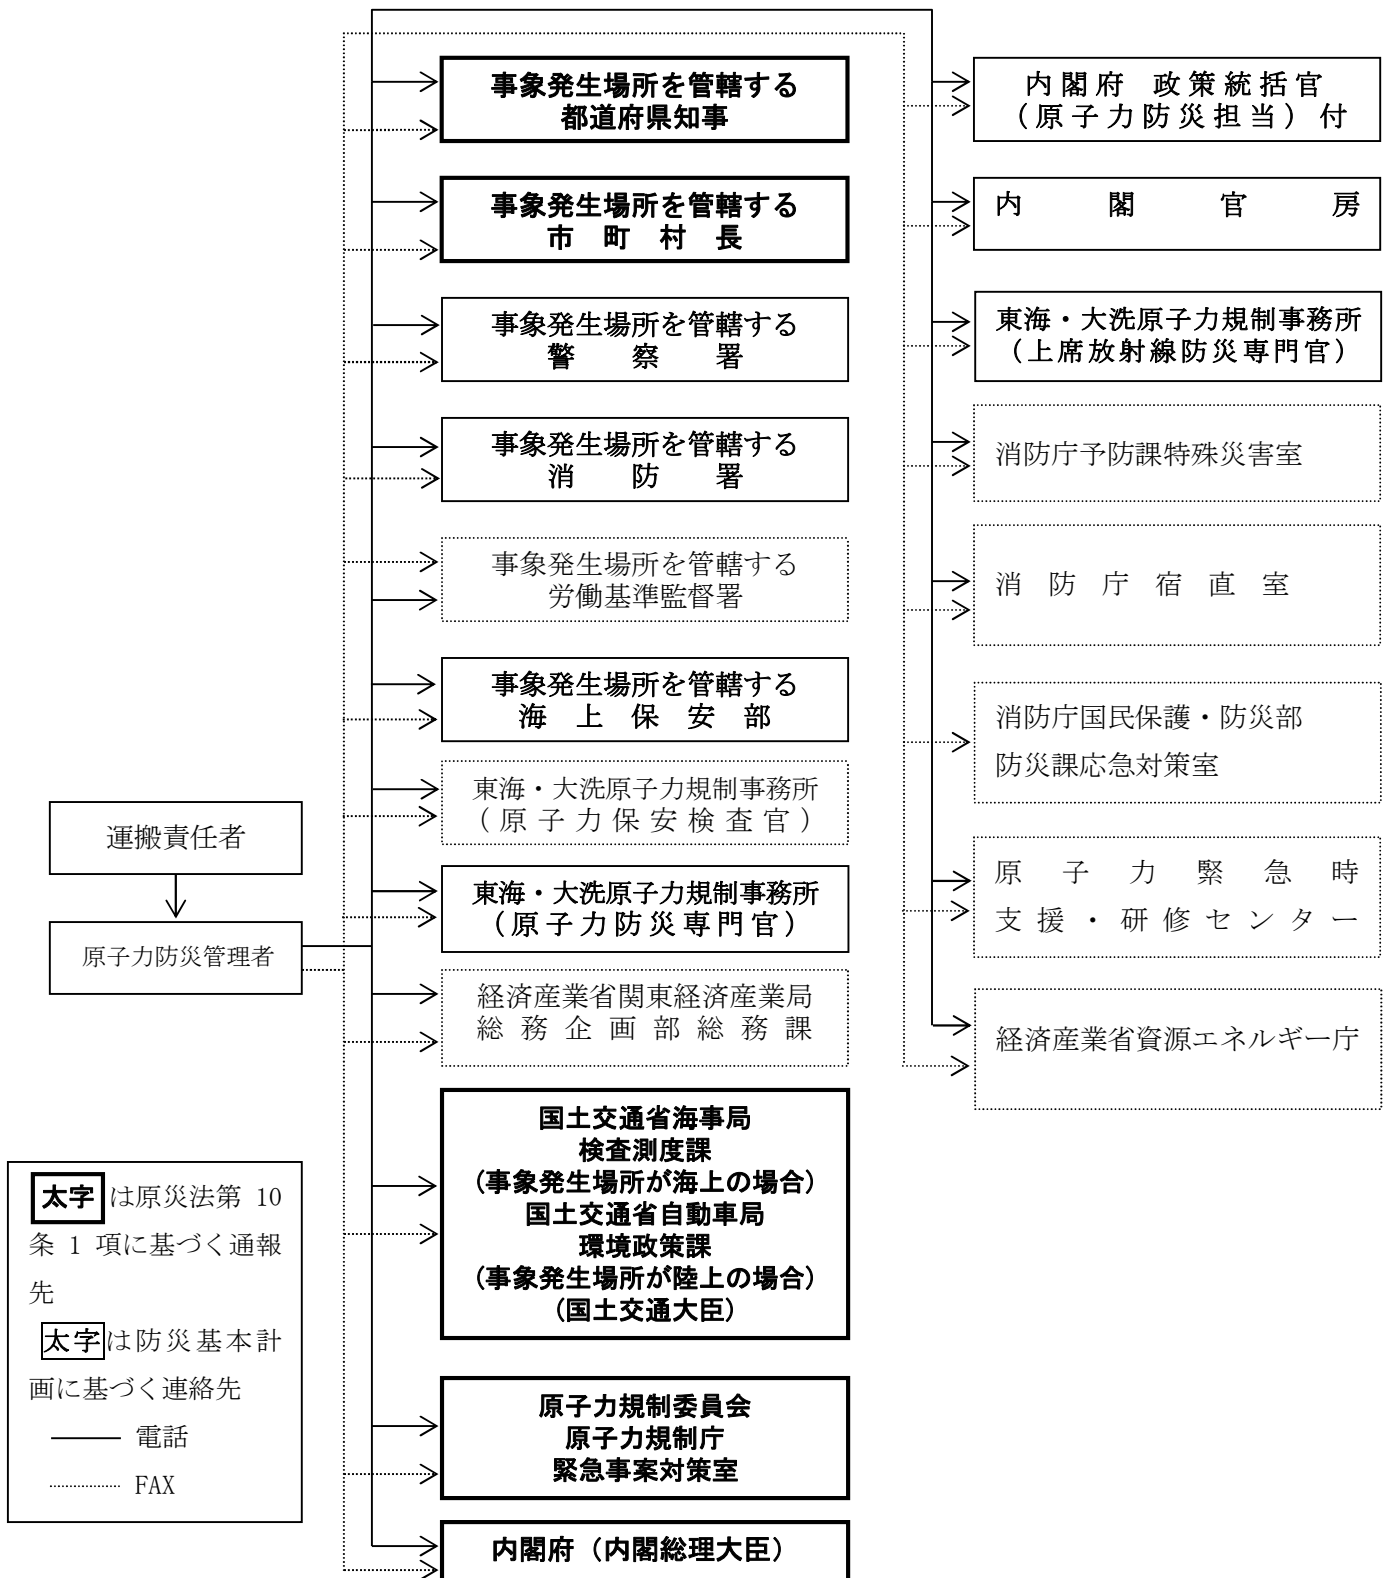 事象発生場所を管轄する
都道府県知事
事象発生場所を管轄する
市町村長
事象発生場所を管轄する
警察署
事象発生場所を管轄する
消防署
事象発生場所を管轄する
労働基準監督署
事象発生場所を管轄する
海上保安部
東海・大洗原子力規制事務所
(原子力保安検査官)
東海・大洗原子力規制事務所
(原子力防災専門官)
経済産業省関東経済産業局
総務企画部総務課
国土交通省海事局
検査測度課
(事象発生場所が海上の場合)
国土交通省自動車局
環境政策課
(事象発生場所が陸上の場合)
(国土交通大臣)
原子力規制委員会
原子力規制庁
緊急事案対策室
内閣府(内閣総理大臣)
内閣府 政策統括官
(原子力防災担当)付
内閣官房
東海・大洗原子力規制事務所
(上席放射線防災専門官)
消防庁予防課特殊災害室
消防庁宿直室
消防庁国民保護・防災部
防災課応急対策室
原子力緊急時
支援・研修センター
経済産業省資源エネルギー庁
運搬責任者
原子力防災管理者
太字は原災法第 10
条 1 項に基づく通報
先
太字は防災基本計
画に基づく連絡先
電話
FAX